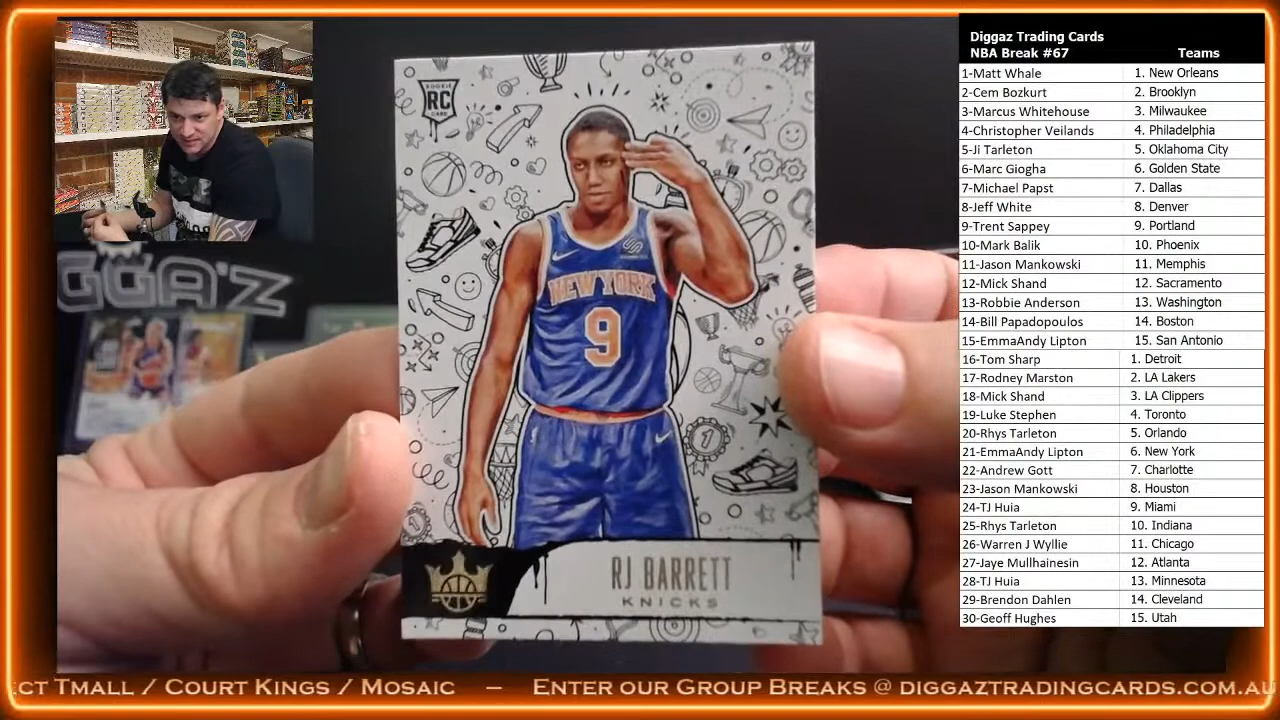 GGA'Z
ROOKIE
RC
CARD
NEW YORK
9
1
1
RJ BARRETT
KNICKS
Diggaz Trading Cards
NBA Break #67 Teams
1-Matt Whale 1. New Orleans
2-Cem Bozkurt 2. Brooklyn
3-Marcus Whitehouse 3. Milwaukee
4-Christopher Veilands 4. Philadelphia
5-Ji Tarleton 5. Oklahoma City
6-Marc Giogha 6. Golden State
7-Michael Papst 7. Dallas
8-Jeff White 8. Denver
9-Trent Sappey 9. Portland
10-Mark Balik 10. Phoenix
11-Jason Mankowski 11. Memphis
12-Mick Shand 12. Sacramento
13-Robbie Anderson 13. Washington
14-Bill Papadopoulos 14. Boston
15-EmmaAndy Lipton 15. San Antonio
16-Tom Sharp 1. Detroit
17-Rodney Marston 2. LA Lakers
18-Mick Shand 3. LA Clippers
19-Luke Stephen 4. Toronto
20-Rhys Tarleton 5. Orlando
21-EmmaAndy Lipton 6. New York
22-Andrew Gott 7. Charlotte
23-Jason Mankowski 8. Houston
24-TJ Huia 9. Miami
25-Rhys Tarleton 10. Indiana
26-Warren J Wyllie 11. Chicago
27-Jaye Mullhainesin 12. Atlanta
28-TJ Huia 13. Minnesota
29-Brendon Dahlen 14. Cleveland
30-Geoff Hughes 15. Utah
ct Tmall / Court Kings / Mosaic – Enter our Group Breaks @ diggaztradingcards.com.au